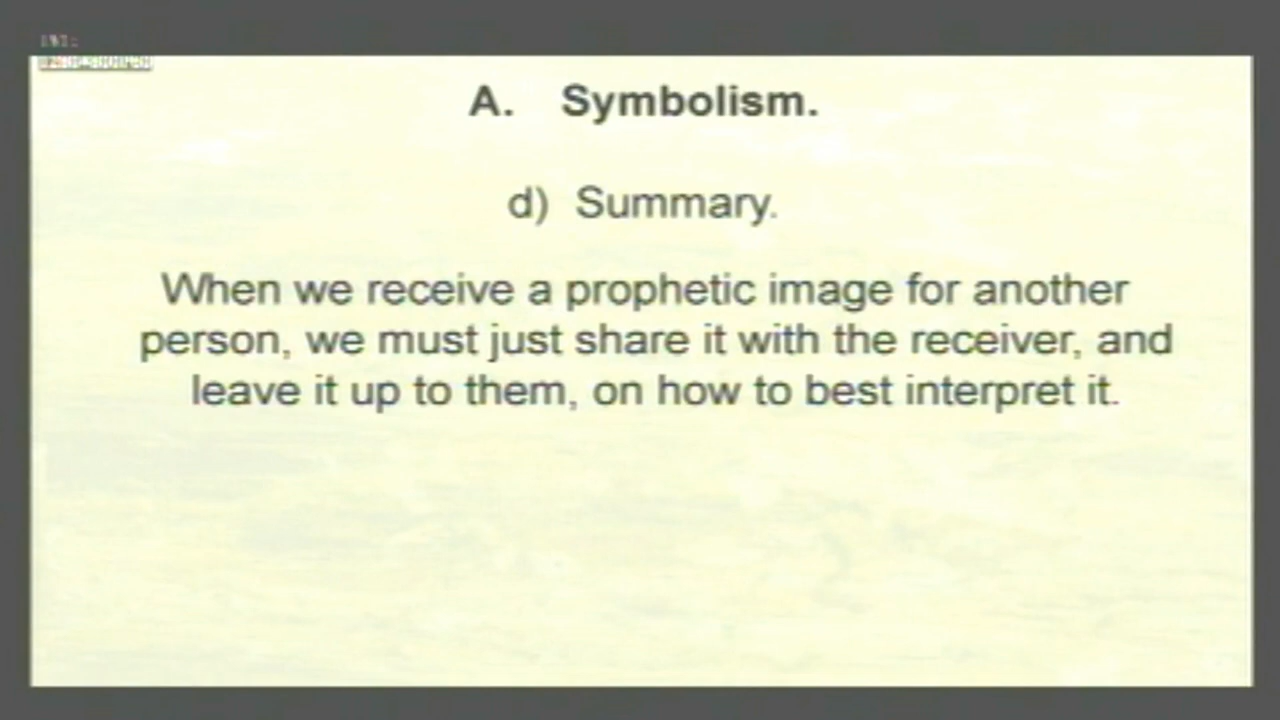 A. Symbolism.
d) Summary.
When we receive a prophetic image for another
person, we must just share it with the receiver, and
leave it up to them, on how to best interpret it.